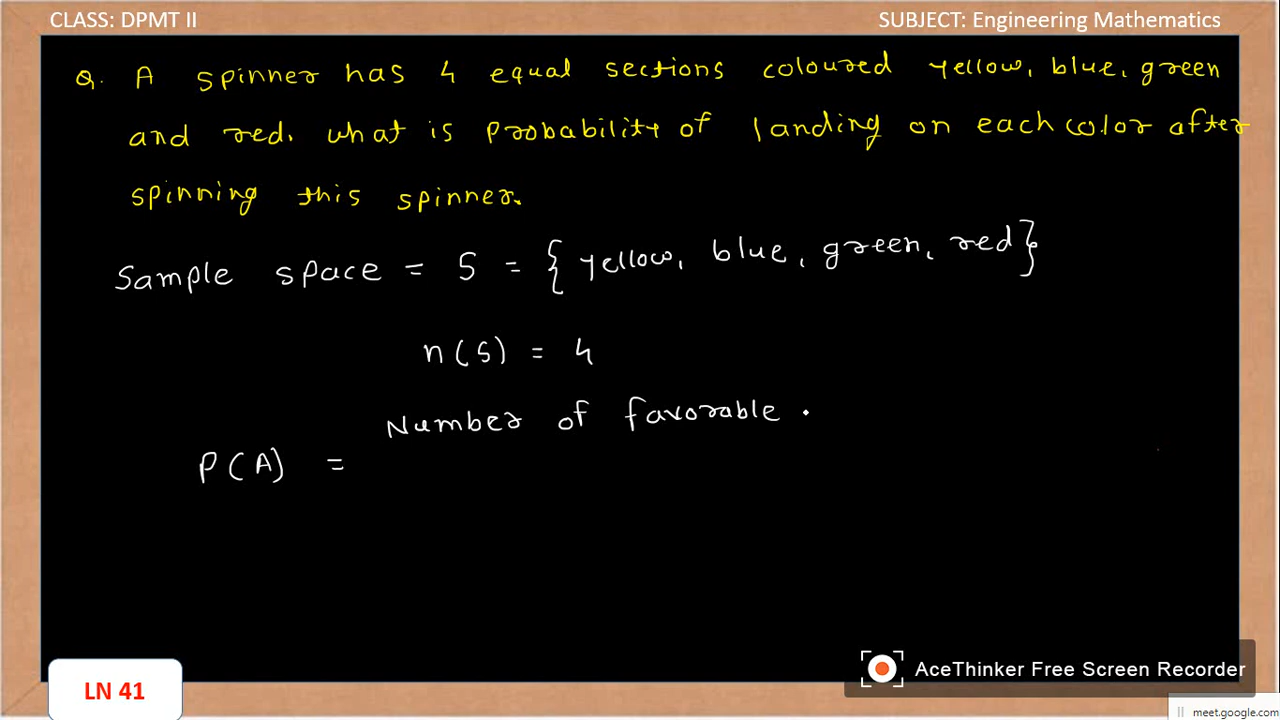 CLASS: DPMT II
SUBJECT: Engineering Mathematics
Q. A spinner has 4 equal sections coloured yellow, blue, green
and red. what is probability of landing on each color after
spinning this spinner.
Sample space = S = {yellow, blue, green, red}
n(S) = 4
Number of favorable
P(A) =
LN 41
AceThinker Free Screen Recorder
meet.google.com